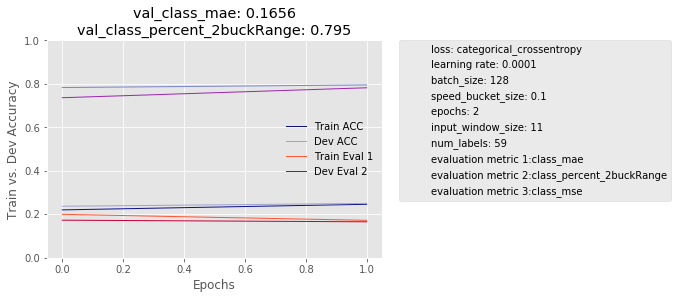 val_class_mae: 0.1656
val_class_percent_2buckRange: 0.795
Train vs. Dev Accuracy
1.0
0.8
0.6
0.4
0.2
0.0
0.0
0.2
0.4
0.6
0.8
1.0
Epochs
Train ACC
Dev ACC
Train Eval 1
Dev Eval 2
loss: categorical_crossentropy
learning rate: 0.0001
batch_size: 128
speed_bucket_size: 0.1
epochs: 2
input_window_size: 11
num_labels: 59
evaluation metric 1:class_mae
evaluation metric 2:class_percent_2buckRange
evaluation metric 3:class_mse